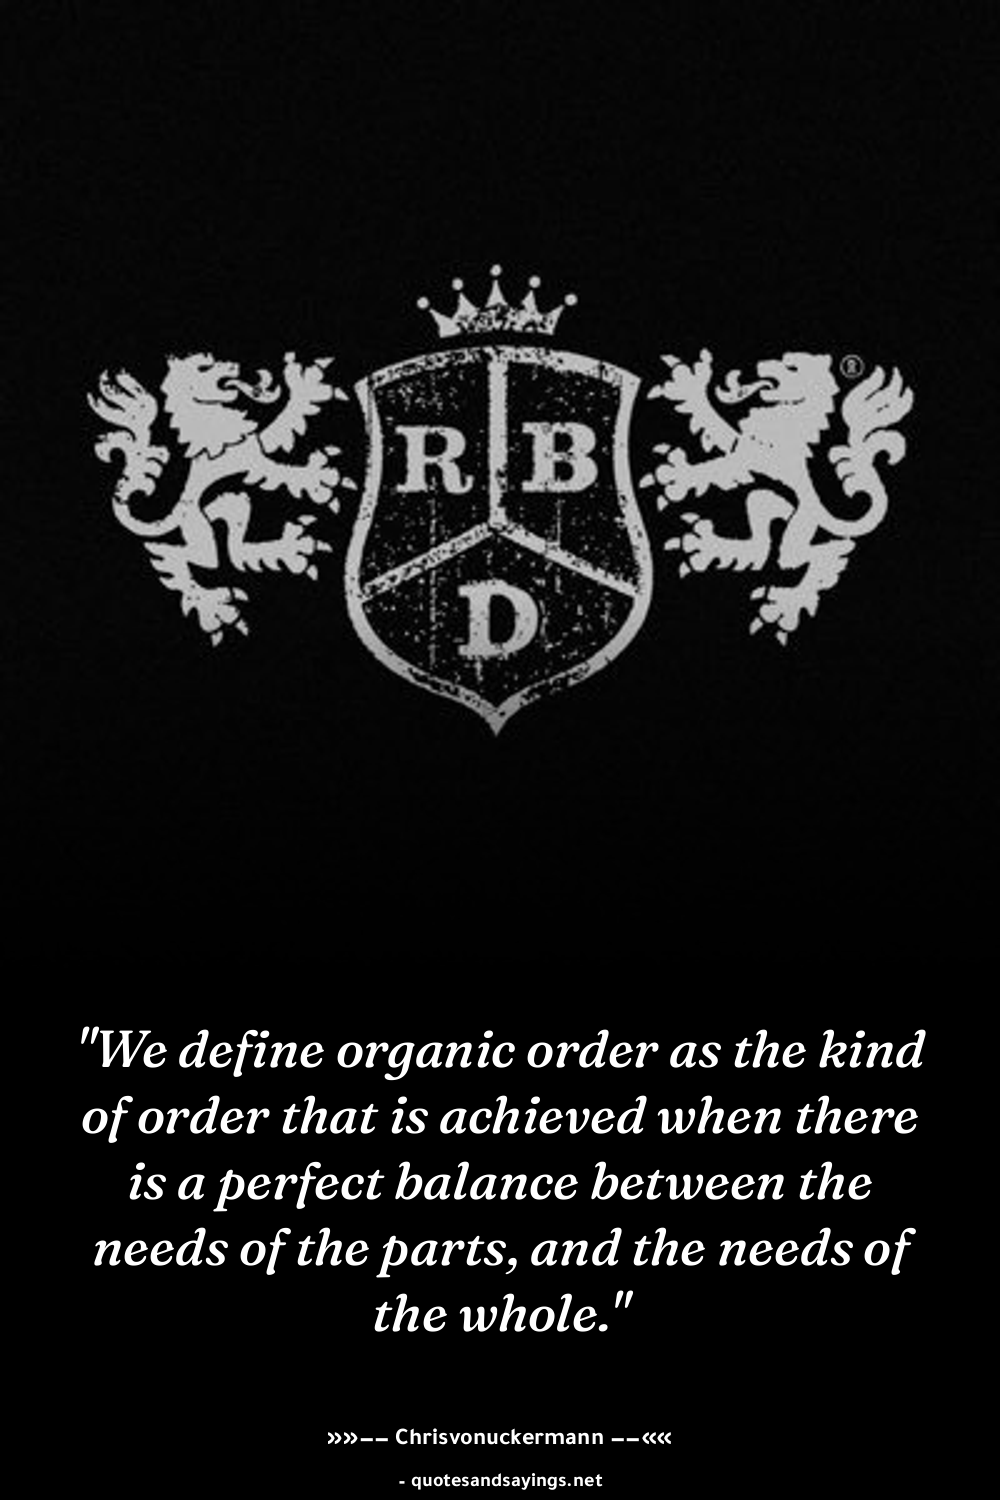 R B
®
D
"We define organic order as the kind
of order that is achieved when there
is a perfect balance between the
needs of the parts, and the needs of
the whole."
»»–– Chrisvonuckermann ––««
- quotesandsayings.net